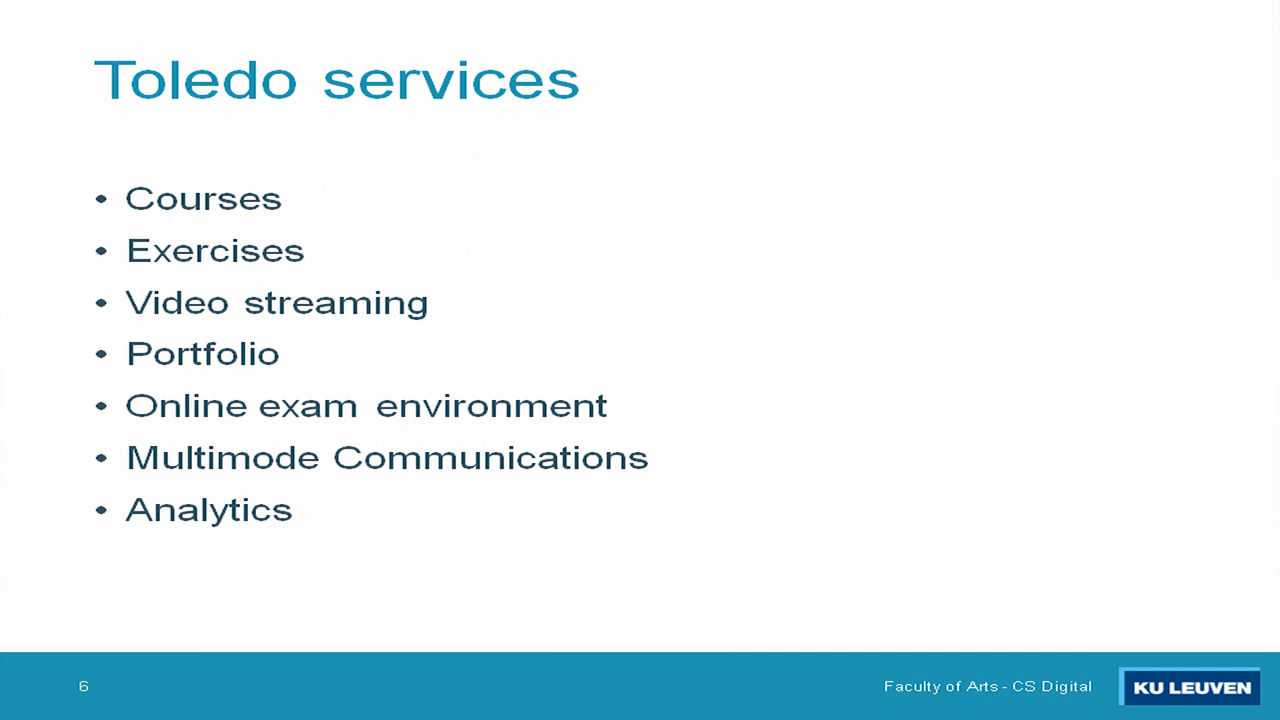 Toledo services
• Courses
• Exercises
• Video streaming
• Portfolio
• Online exam environment
• Multimode Communications
• Analytics
6
Faculty of Arts - CS Digital
KU LEUVEN